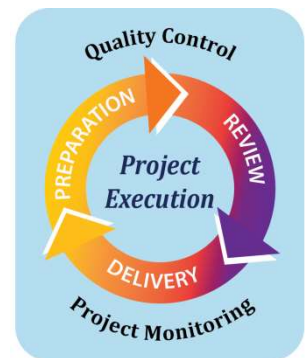 Quality Control
PREPARATION
REVIEW
Project
Execution
DELIVERY
Project Monitoring